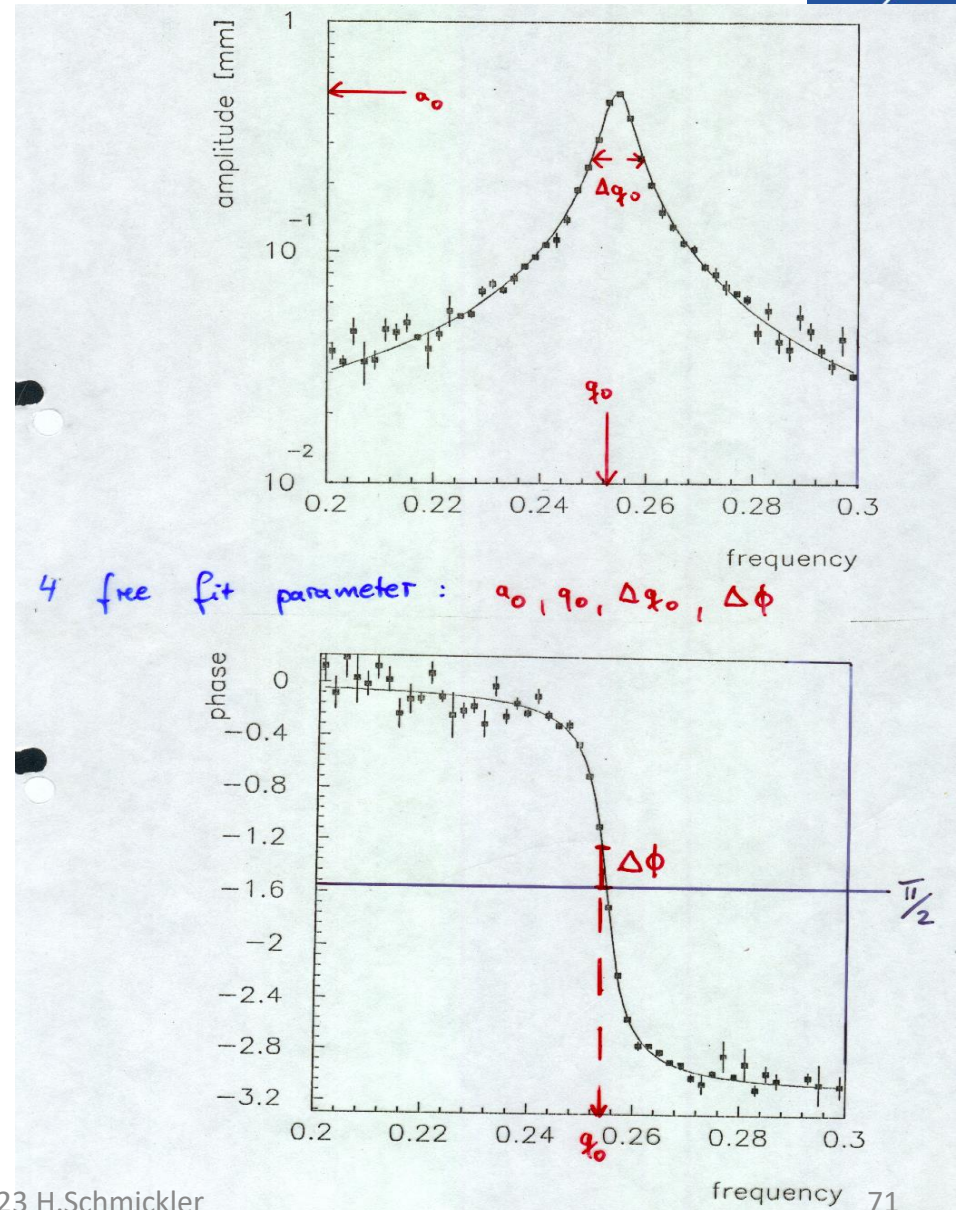 amplitude [mm]
1
10 −1
10 −2
a₀
Δq₀
q₀
0.2 0.22 0.24 0.26 0.28 0.3
frequency
4 free fit parameter : a₀, q₀, Δq₀, Δϕ
phase
0
−0.4
−0.8
−1.2
−1.6
−2
−2.4
−2.8
−3.2
Δϕ
π/2
0.2 0.22 0.24 0.26 0.28 0.3
q₀
frequency
23 H.Schmickler
71